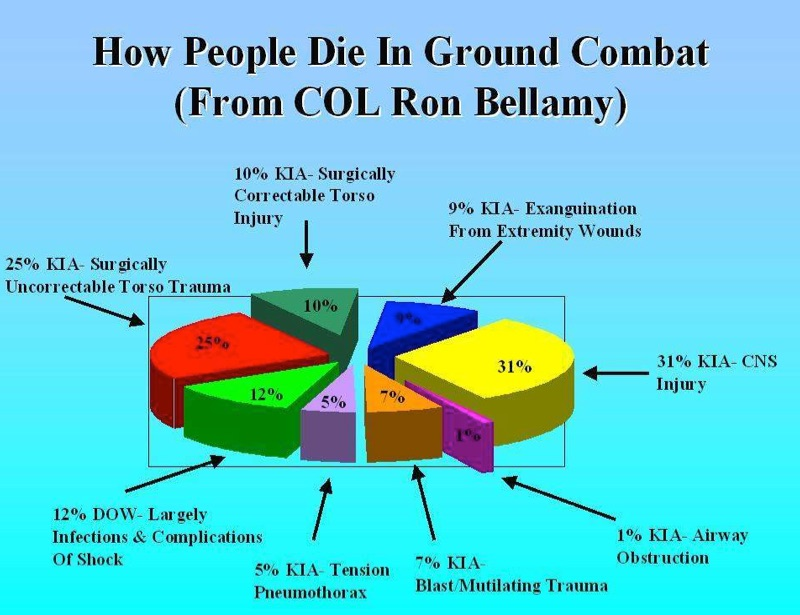 How People Die In Ground Combat
(From COL Ron Bellamy)
10% KIA- Surgically
Correctable Torso
Injury
9% KIA- Exanguination
From Extremity Wounds
25% KIA- Surgically
Uncorrectable Torso Trauma
10%
9%
25%
31%
31% KIA- CNS
Injury
12%
5%
7%
1%
12% DOW- Largely
Infections & Complications
Of Shock
5% KIA- Tension
Pneumothorax
7% KIA-
Blast/Mutilating Trauma
1% KIA- Airway
Obstruction